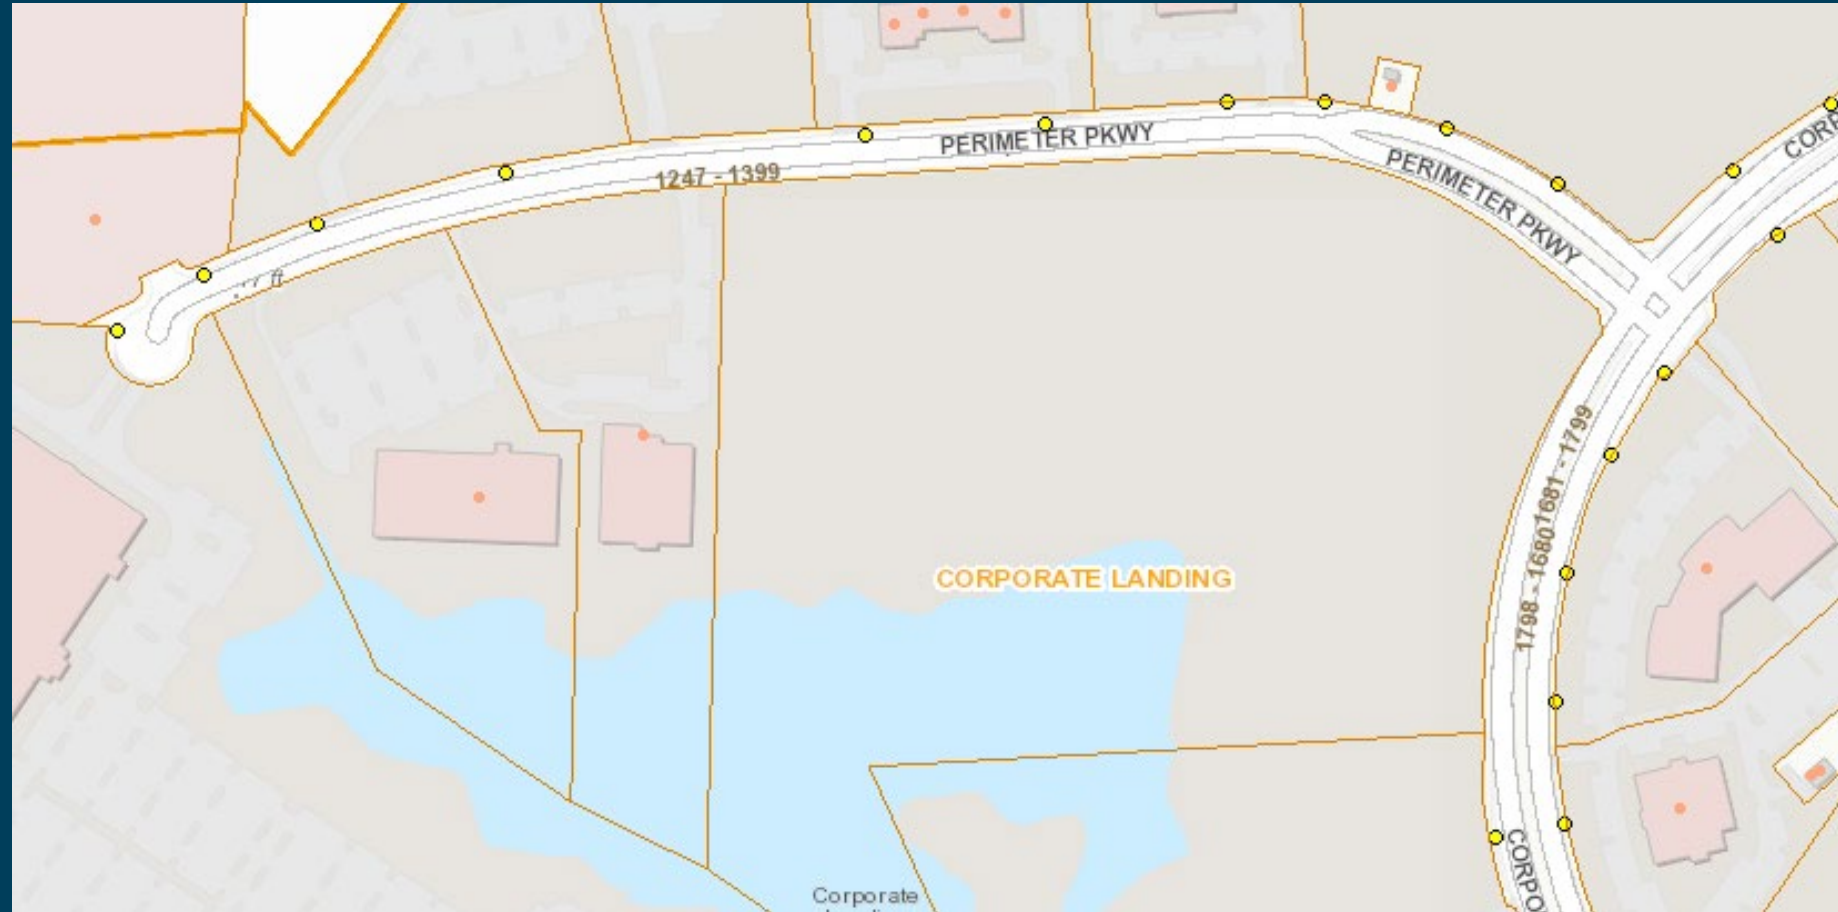 CORP
PERIMETER PKWY
PERIMETER PKWY
1247 - 1399
1681 - 1799
1798 - 1680
CORPORATE LANDING
CORPO
Corporate